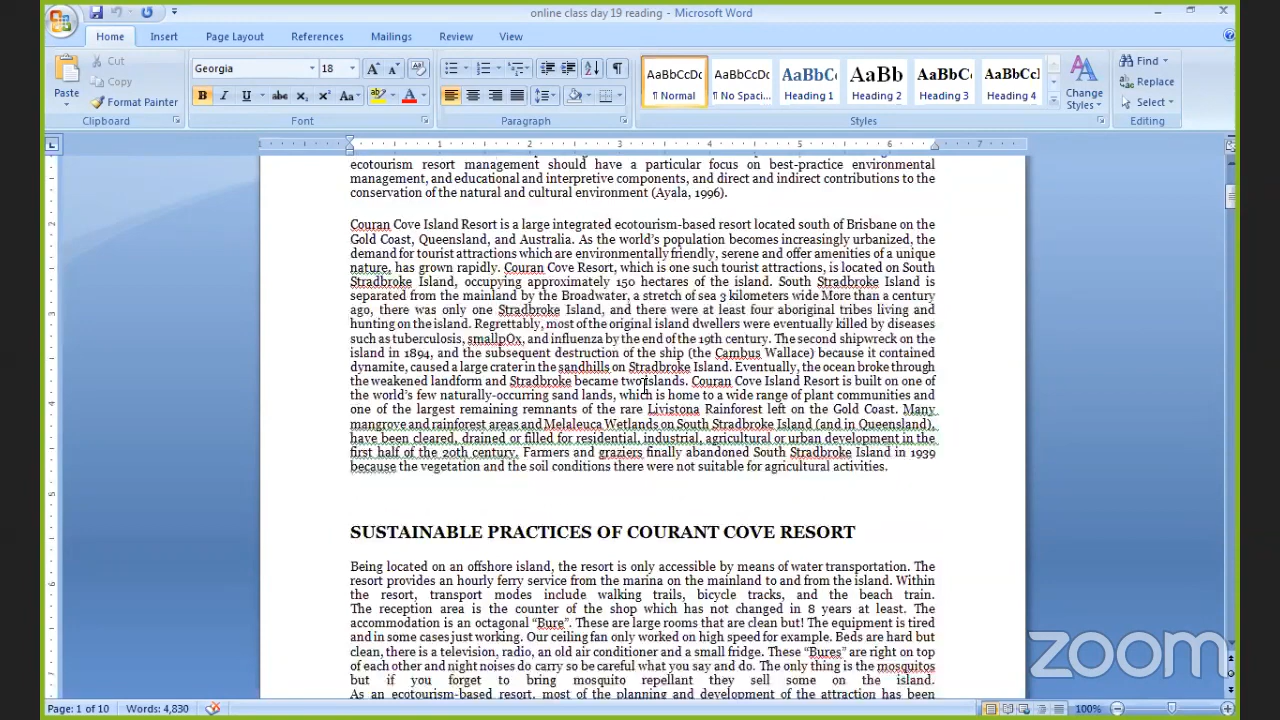 online class day 19 reading - Microsoft Word
Home Insert Page Layout References Mailings Review View
Paste
Cut
Copy
Format Painter
Clipboard
Georgia 18
Font
Paragraph
AaBbCcDc AaBbCcDc AaBbCc AaBb AaBbC AaBbCc
¶ Normal ¶ No Spaci... Heading 1 Heading 2 Heading 3 Heading 4
Change Styles
Styles
Find
Replace
Select
Editing
ecotourism resort management should have a particular focus on best-practice environmental
management, and educational and interpretive components, and direct and indirect contributions to the
conservation of the natural and cultural environment (Ayala, 1996).
Couran Cove Island Resort is a large integrated ecotourism-based resort located south of Brisbane on the
Gold Coast, Queensland, and Australia. As the world's population becomes increasingly urbanized, the
demand for tourist attractions which are environmentally friendly, serene and offer amenities of a unique
nature, has grown rapidly. Couran Cove Resort, which is one such tourist attractions, is located on South
Stradbroke Island, occupying approximately 150 hectares of the island. South Stradbroke Island is
separated from the mainland by the Broadwater, a stretch of sea 3 kilometers wide More than a century
ago, there was only one Stradbroke Island, and there were at least four aboriginal tribes living and
hunting on the island. Regrettably, most of the original island dwellers were eventually killed by diseases
such as tuberculosis, smallpOx, and influenza by the end of the 19th century. The second shipwreck on the
island in 1894, and the subsequent destruction of the ship (the Cambus Wallace) because it contained
dynamite, caused a large crater in the sandhills on Stradbroke Island. Eventually, the ocean broke through
the weakened landform and Stradbroke became two islands. Couran Cove Island Resort is built on one of
the world's few naturally-occurring sand lands, which is home to a wide range of plant communities and
one of the largest remaining remnants of the rare Livistona Rainforest left on the Gold Coast. Many
mangrove and rainforest areas and Melaleuca Wetlands on South Stradbroke Island (and in Queensland),
have been cleared, drained or filled for residential, industrial, agricultural or urban development in the
first half of the 20th century. Farmers and graziers finally abandoned South Stradbroke Island in 1939
because the vegetation and the soil conditions there were not suitable for agricultural activities.
SUSTAINABLE PRACTICES OF COURANT COVE RESORT
Being located on an offshore island, the resort is only accessible by means of water transportation. The
resort provides an hourly ferry service from the marina on the mainland to and from the island. Within
the resort, transport modes include walking trails, bicycle tracks, and the beach train.
The reception area is the counter of the shop which has not changed in 8 years at least. The
accommodation is an octagonal “Bure”. These are large rooms that are clean but! The equipment is tired
and in some cases just working. Our ceiling fan only worked on high speed for example. Beds are hard but
clean, there is a television, radio, an old air conditioner and a small fridge. These “Bures” are right on top
of each other and night noises do carry so be careful what you say and do. The only thing is the mosquitos
but if you forget to bring mosquito repellant they sell some on the island.
As an ecotourism-based resort, most of the planning and development of the attraction has been
zoom
Page: 1 of 10 Words: 4,830 100%